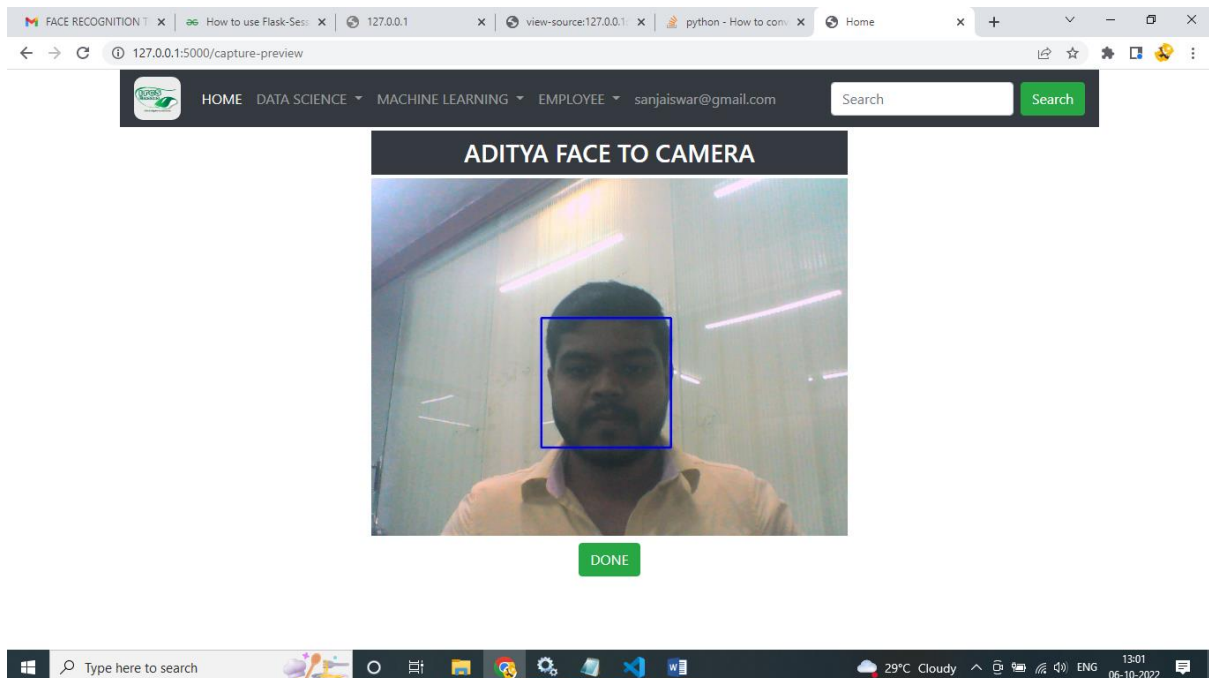 FACE RECOGNITION T
How to use Flask-Sess
127.0.0.1
view-source:127.0.0.1:
python - How to conv
Home
127.0.0.1:5000/capture-preview
HOME DATA SCIENCE MACHINE LEARNING EMPLOYEE sanjaiswar@gmail.com Search Search
ADITYA FACE TO CAMERA
DONE
Type here to search
29°C Cloudy ENG
13:01
06-10-2022